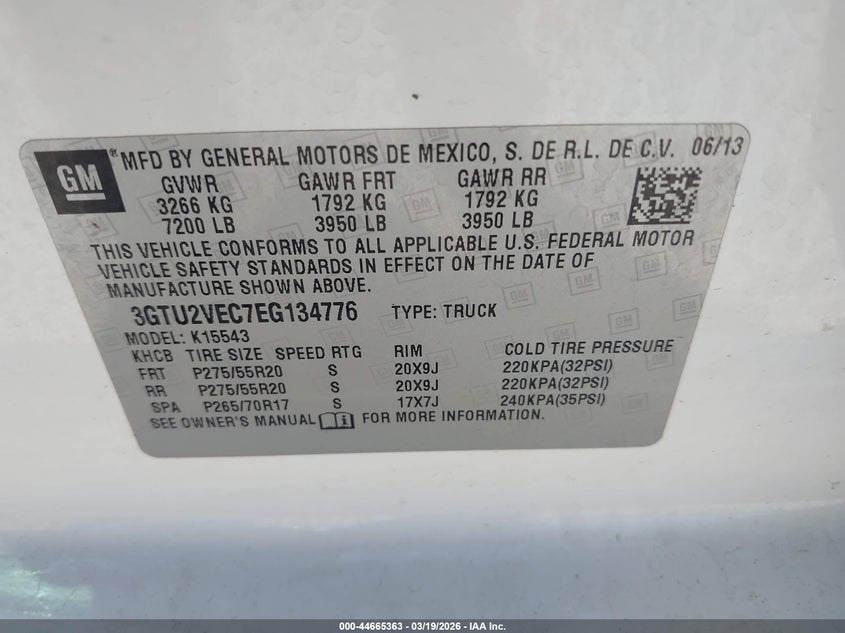 GM ® MFD BY GENERAL MOTORS DE MEXICO, S. DE R.L. DE C.V. 06/13
GVWR GAWR FRT GAWR RR
3266 KG 1792 KG 1792 KG
7200 LB 3950 LB 3950 LB
THIS VEHICLE CONFORMS TO ALL APPLICABLE U.S. FEDERAL MOTOR
VEHICLE SAFETY STANDARDS IN EFFECT ON THE DATE OF
MANUFACTURE SHOWN ABOVE.
3GTU2VEC7EG134776 TYPE: TRUCK
MODEL: K15543
KHCB TIRE SIZE SPEED RTG RIM COLD TIRE PRESSURE
FRT P275/55R20 S 20X9J 220KPA(32PSI)
RR P275/55R20 S 20X9J 220KPA(32PSI)
SPA P265/70R17 S 17X7J 240KPA(35PSI)
SEE OWNER'S MANUAL FOR MORE INFORMATION.
000-44665363 - 03/19/2026 - IAA Inc.